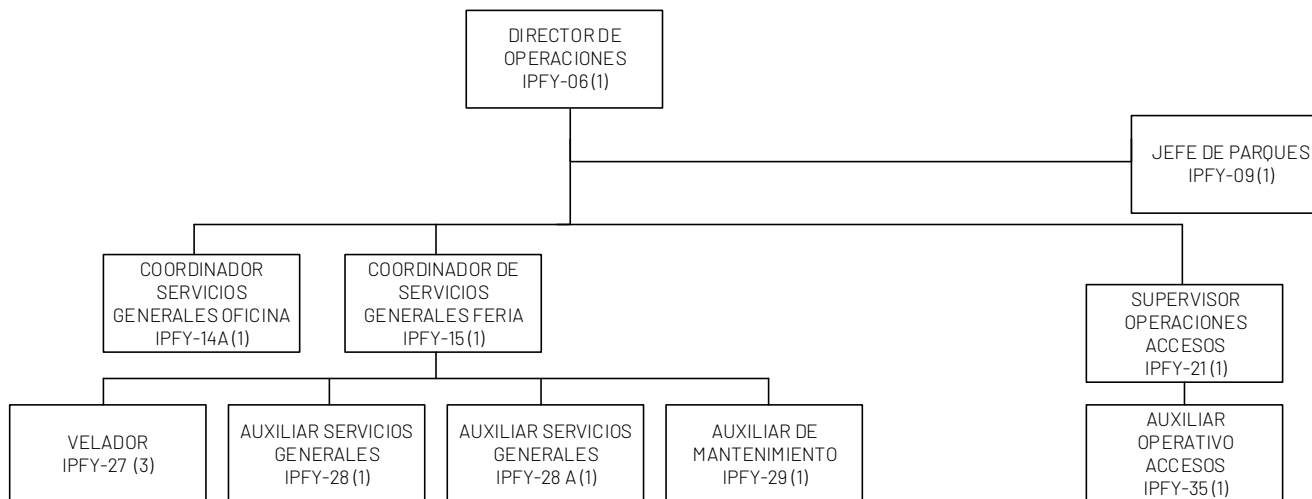 DIRECTOR DE
OPERACIONES
IPFY-06 (1)
JEFE DE PARQUES
IPFY-09 (1)
COORDINADOR
SERVICIOS
GENERALES OFICINA
IPFY-14A (1)
COORDINADOR DE
SERVICIOS
GENERALES FERIA
IPFY-15 (1)
SUPERVISOR
OPERACIONES
ACCESOS
IPFY-21 (1)
VELADOR
IPFY-27 (3)
AUXILIAR SERVICIOS
GENERALES
IPFY-28 (1)
AUXILIAR SERVICIOS
GENERALES
IPFY-28 A (1)
AUXILIAR DE
MANTENIMIENTO
IPFY-29 (1)
AUXILIAR
OPERATIVO
ACCESOS
IPFY-35 (1)